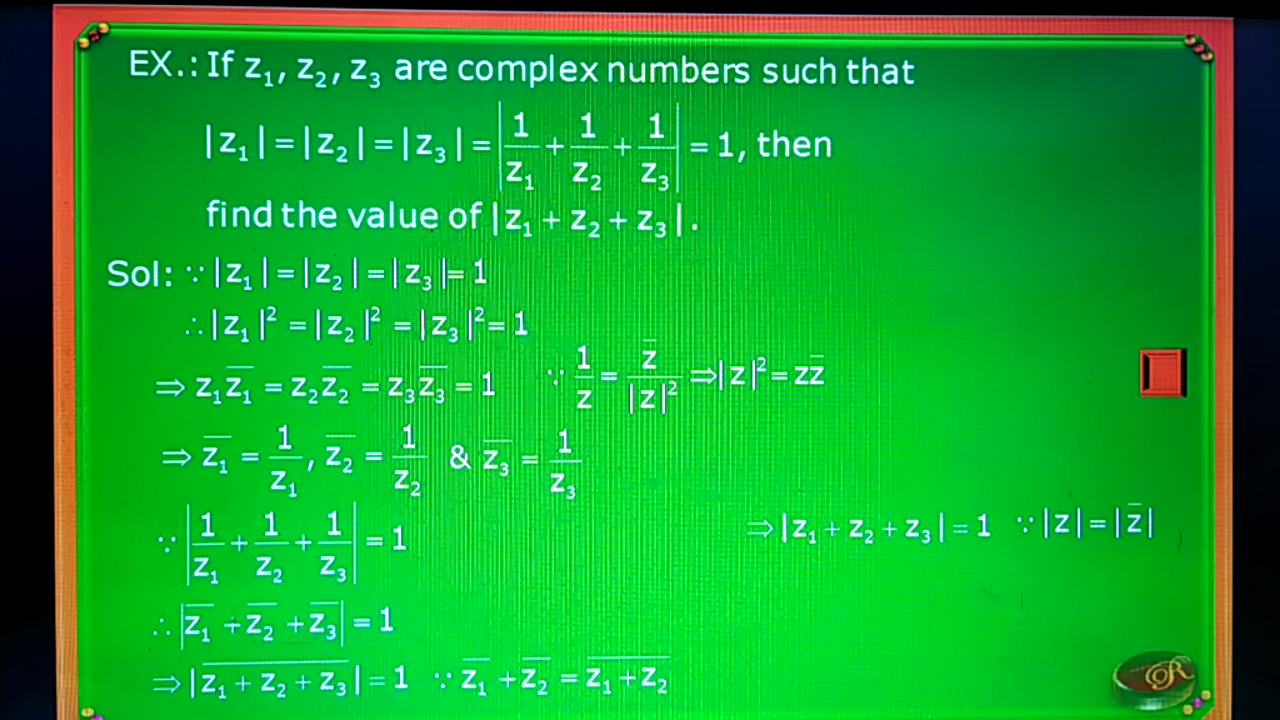 EX.: If z₁, z₂, z₃ are complex numbers such that
|z₁| = |z₂| = |z₃| = |1/z₁ + 1/z₂ + 1/z₃| = 1, then
find the value of |z₁ + z₂ + z₃|.
Sol: ∵ |z₁| = |z₂| = |z₃| = 1
∴ |z₁|² = |z₂|² = |z₃|² = 1
⇒ z₁z̅₁ = z₂z̅₂ = z₃z̅₃ = 1 ∵ 1/z = z̅/|z|² ⇒ |z|² = zz̅
⇒ z̅₁ = 1/z₁, z̅₂ = 1/z₂ & z̅₃ = 1/z₃
∵ |1/z₁ + 1/z₂ + 1/z₃| = 1
∴ |z̅₁ + z̅₂ + z̅₃| = 1
⇒ |\overline{z₁ + z₂ + z₃}| = 1 ∵ z̅₁ + z̅₂ = \overline{z₁ + z₂}
⇒ |z₁ + z₂ + z₃| = 1 ∵ |z| = |z̅|